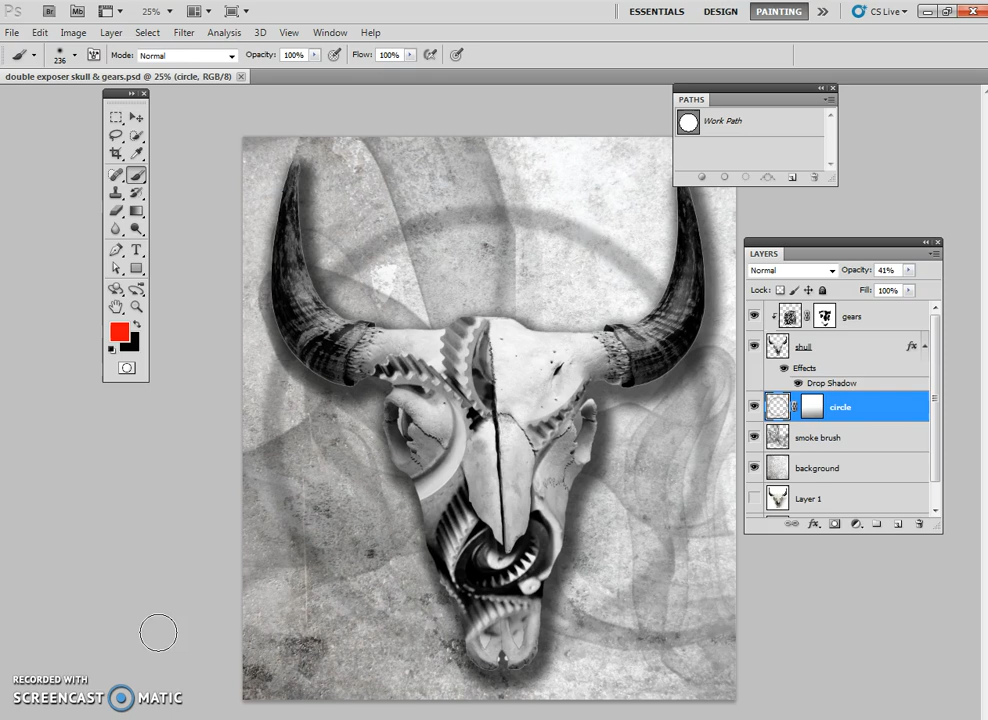 Ps Br Mb 25% ESSENTIALS DESIGN PAINTING CS Live
File Edit Image Layer Select Filter Analysis 3D View Window Help
236 Mode: Normal Opacity: 100% Flow: 100%
double exposer skull & gears.psd @ 25% (circle, RGB/8)
PATHS
Work Path
LAYERS
Normal Opacity: 41%
Lock: Fill: 100%
gears
shull fx
Effects
Drop Shadow
circle
smoke brush
background
Layer 1
fx
T
RECORDED WITH
SCREENCAST MATIC